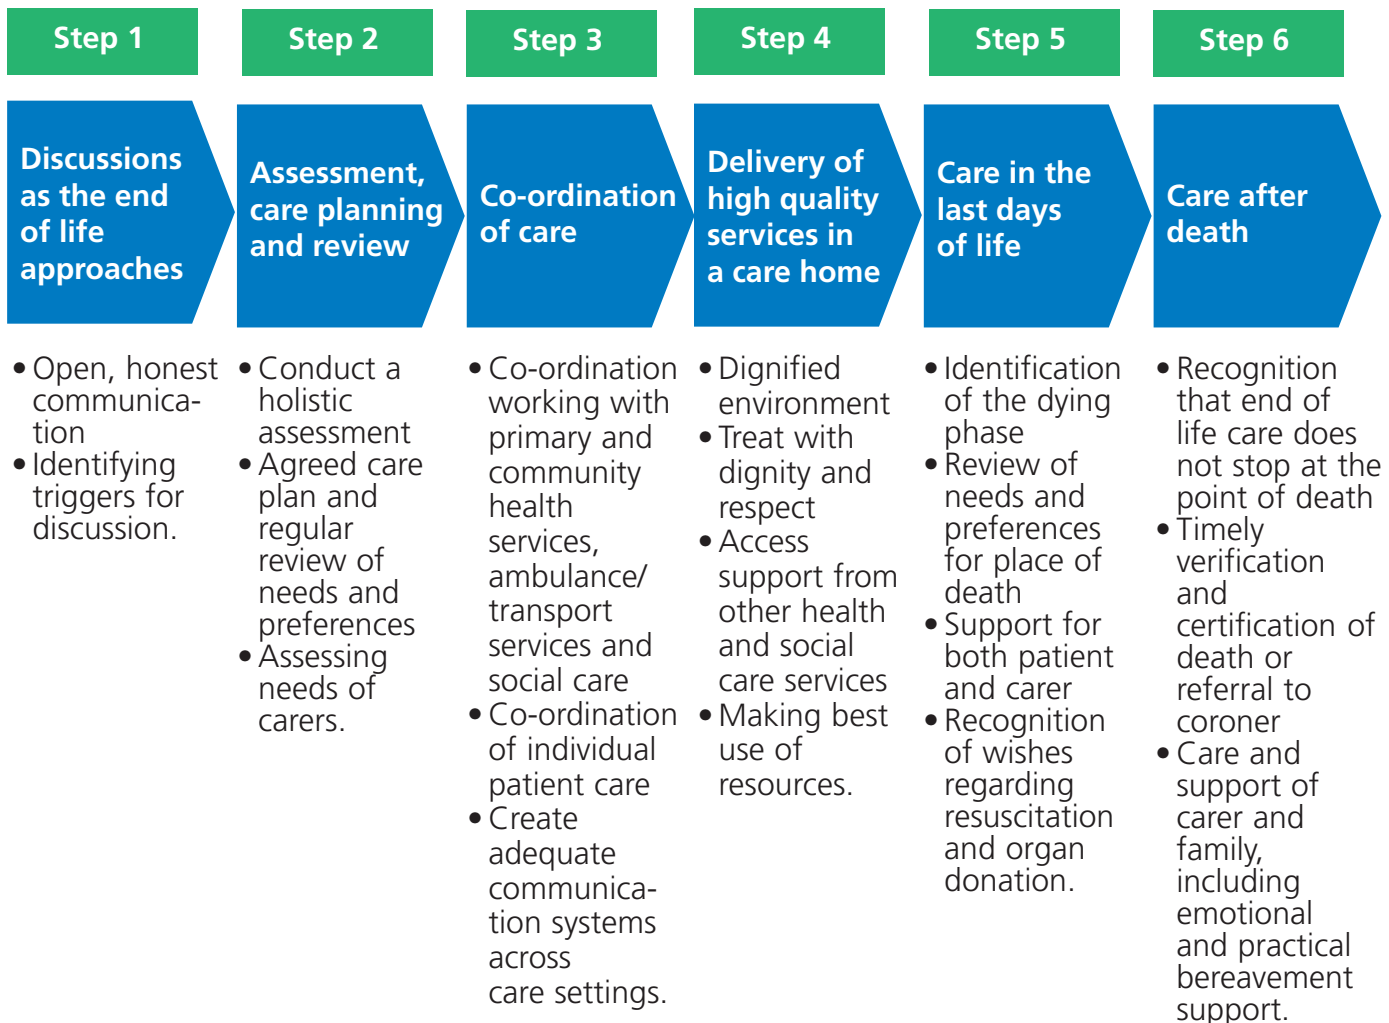 Step 1
Step 2
Step 3
Step 4
Step 5
Step 6
Discussions
as the end
of life
approaches
Assessment,
care planning
and review
Co-ordination
of care
Delivery of
high quality
services in
a care home
Care in the
last days
of life
Care after
death
• Open, honest
communica-
tion
• Identifying
triggers for
discussion.
• Conduct a
holistic
assessment
• Agreed care
plan and
regular
review of
needs and
preferences
• Assessing
needs of
carers.
• Co-ordination
working with
primary and
community
health
services,
ambulance/
transport
services and
social care
• Co-ordination
of individual
patient care
• Create
adequate
communica-
tion systems
across
care settings.
• Dignified
environment
• Treat with
dignity and
respect
• Access
support from
other health
and social
care services
• Making best
use of
resources.
• Identification
of the dying
phase
• Review of
needs and
preferences
for place of
death
• Support for
both patient
and carer
• Recognition
of wishes
regarding
resuscitation
and organ
donation.
• Recognition
that end of
life care does
not stop at the
point of death
• Timely
verification
and
certification of
death or
referral to
coroner
• Care and
support of
carer and
family,
including
emotional
and practical
bereavement
support.